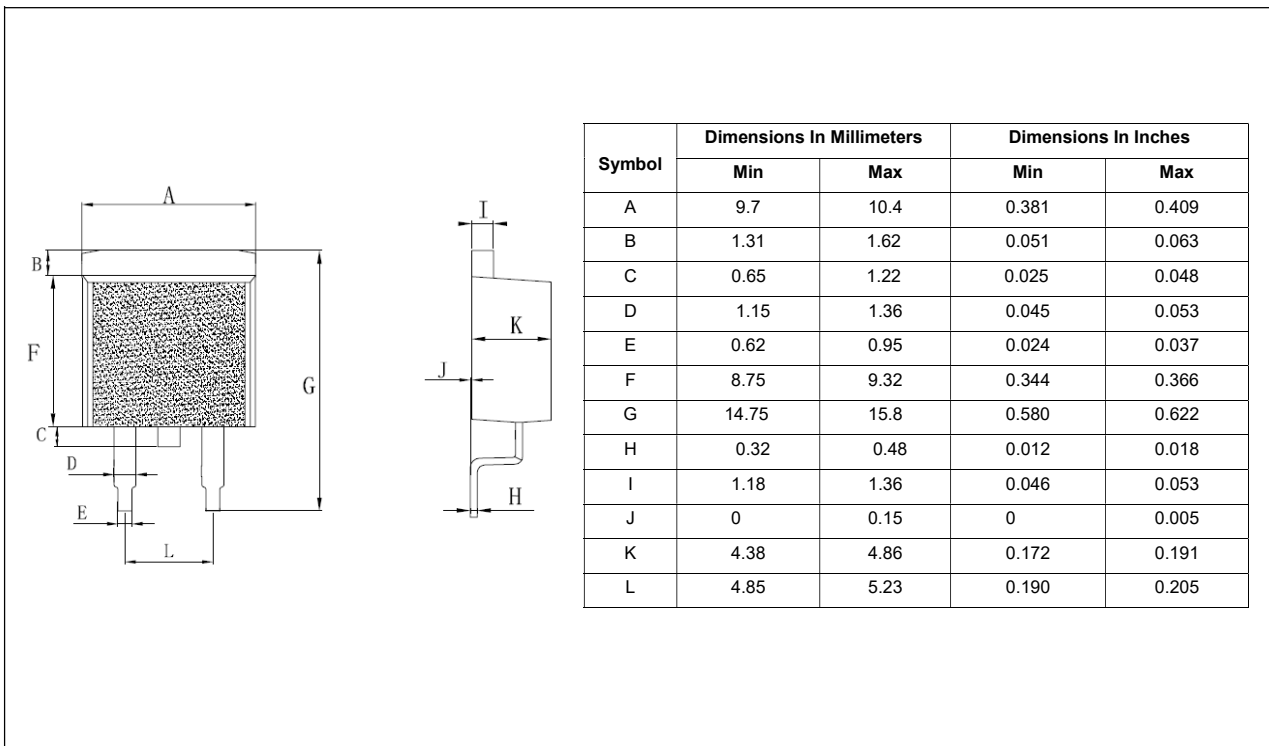 A
B
F
G
C
D
E
L
I
K
J
H
Symbol Dimensions In Millimeters Dimensions In Inches
Min Max Min Max
A 9.7 10.4 0.381 0.409
B 1.31 1.62 0.051 0.063
C 0.65 1.22 0.025 0.048
D 1.15 1.36 0.045 0.053
E 0.62 0.95 0.024 0.037
F 8.75 9.32 0.344 0.366
G 14.75 15.8 0.580 0.622
H 0.32 0.48 0.012 0.018
I 1.18 1.36 0.046 0.053
J 0 0.15 0 0.005
K 4.38 4.86 0.172 0.191
L 4.85 5.23 0.190 0.205